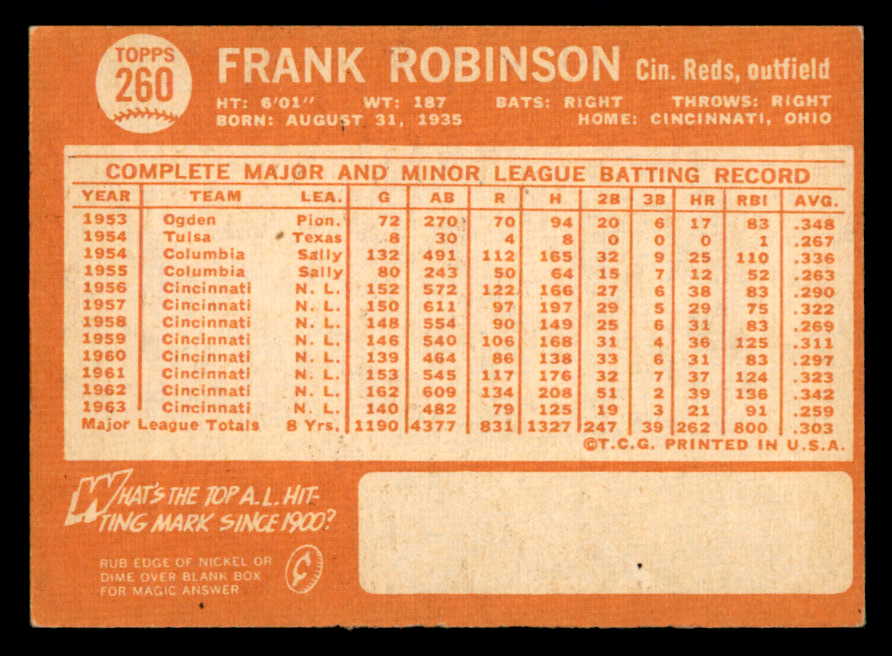 TOPPS
260
FRANK ROBINSON Cin. Reds, outfield
HT: 6'01" WT: 187 BATS: RIGHT THROWS: RIGHT
BORN: AUGUST 31, 1935 HOME: CINCINNATI, OHIO
COMPLETE MAJOR AND MINOR LEAGUE BATTING RECORD
YEAR TEAM LEA. G AB R H 2B 3B HR RBI AVG.
1953 Ogden Pion. 72 270 70 94 20 6 17 83 .348
1954 Tulsa Texas 8 30 4 8 0 0 0 1 .267
1954 Columbia Sally 132 491 112 165 32 9 25 110 .336
1955 Columbia Sally 80 243 50 64 15 7 12 52 .263
1956 Cincinnati N. L. 152 572 122 166 27 6 38 83 .290
1957 Cincinnati N. L. 150 611 97 197 29 5 29 75 .322
1958 Cincinnati N. L. 148 554 90 149 25 6 31 83 .269
1959 Cincinnati N. L. 146 540 106 168 31 4 36 125 .311
1960 Cincinnati N. L. 139 464 86 138 33 6 31 83 .297
1961 Cincinnati N. L. 153 545 117 176 32 7 37 124 .323
1962 Cincinnati N. L. 162 609 134 208 51 2 39 136 .342
1963 Cincinnati N. L. 140 482 79 125 19 3 21 91 .259
Major League Totals 8 Yrs. 1190 4377 831 1327 247 39 262 800 .303
©T.C.G. PRINTED IN U.S.A.
WHAT'S THE TOP A.L. HIT-
TING MARK SINCE 1900?
RUB EDGE OF NICKEL OR
DIME OVER BLANK BOX
FOR MAGIC ANSWER
¢